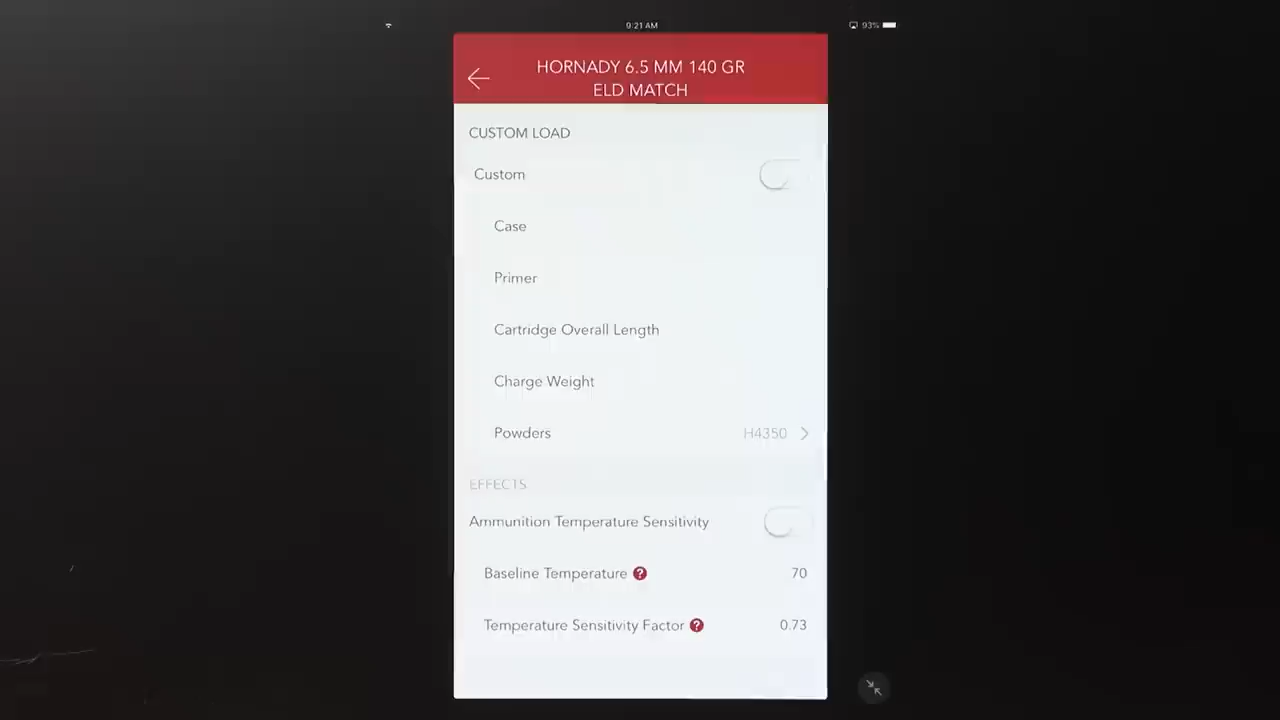 9:21 AM
93%
HORNADY 6.5 MM 140 GR
ELD MATCH
CUSTOM LOAD
Custom
Case
Primer
Cartridge Overall Length
Charge Weight
Powders H4350
EFFECTS
Ammunition Temperature Sensitivity
Baseline Temperature ? 70
Temperature Sensitivity Factor ? 0.73